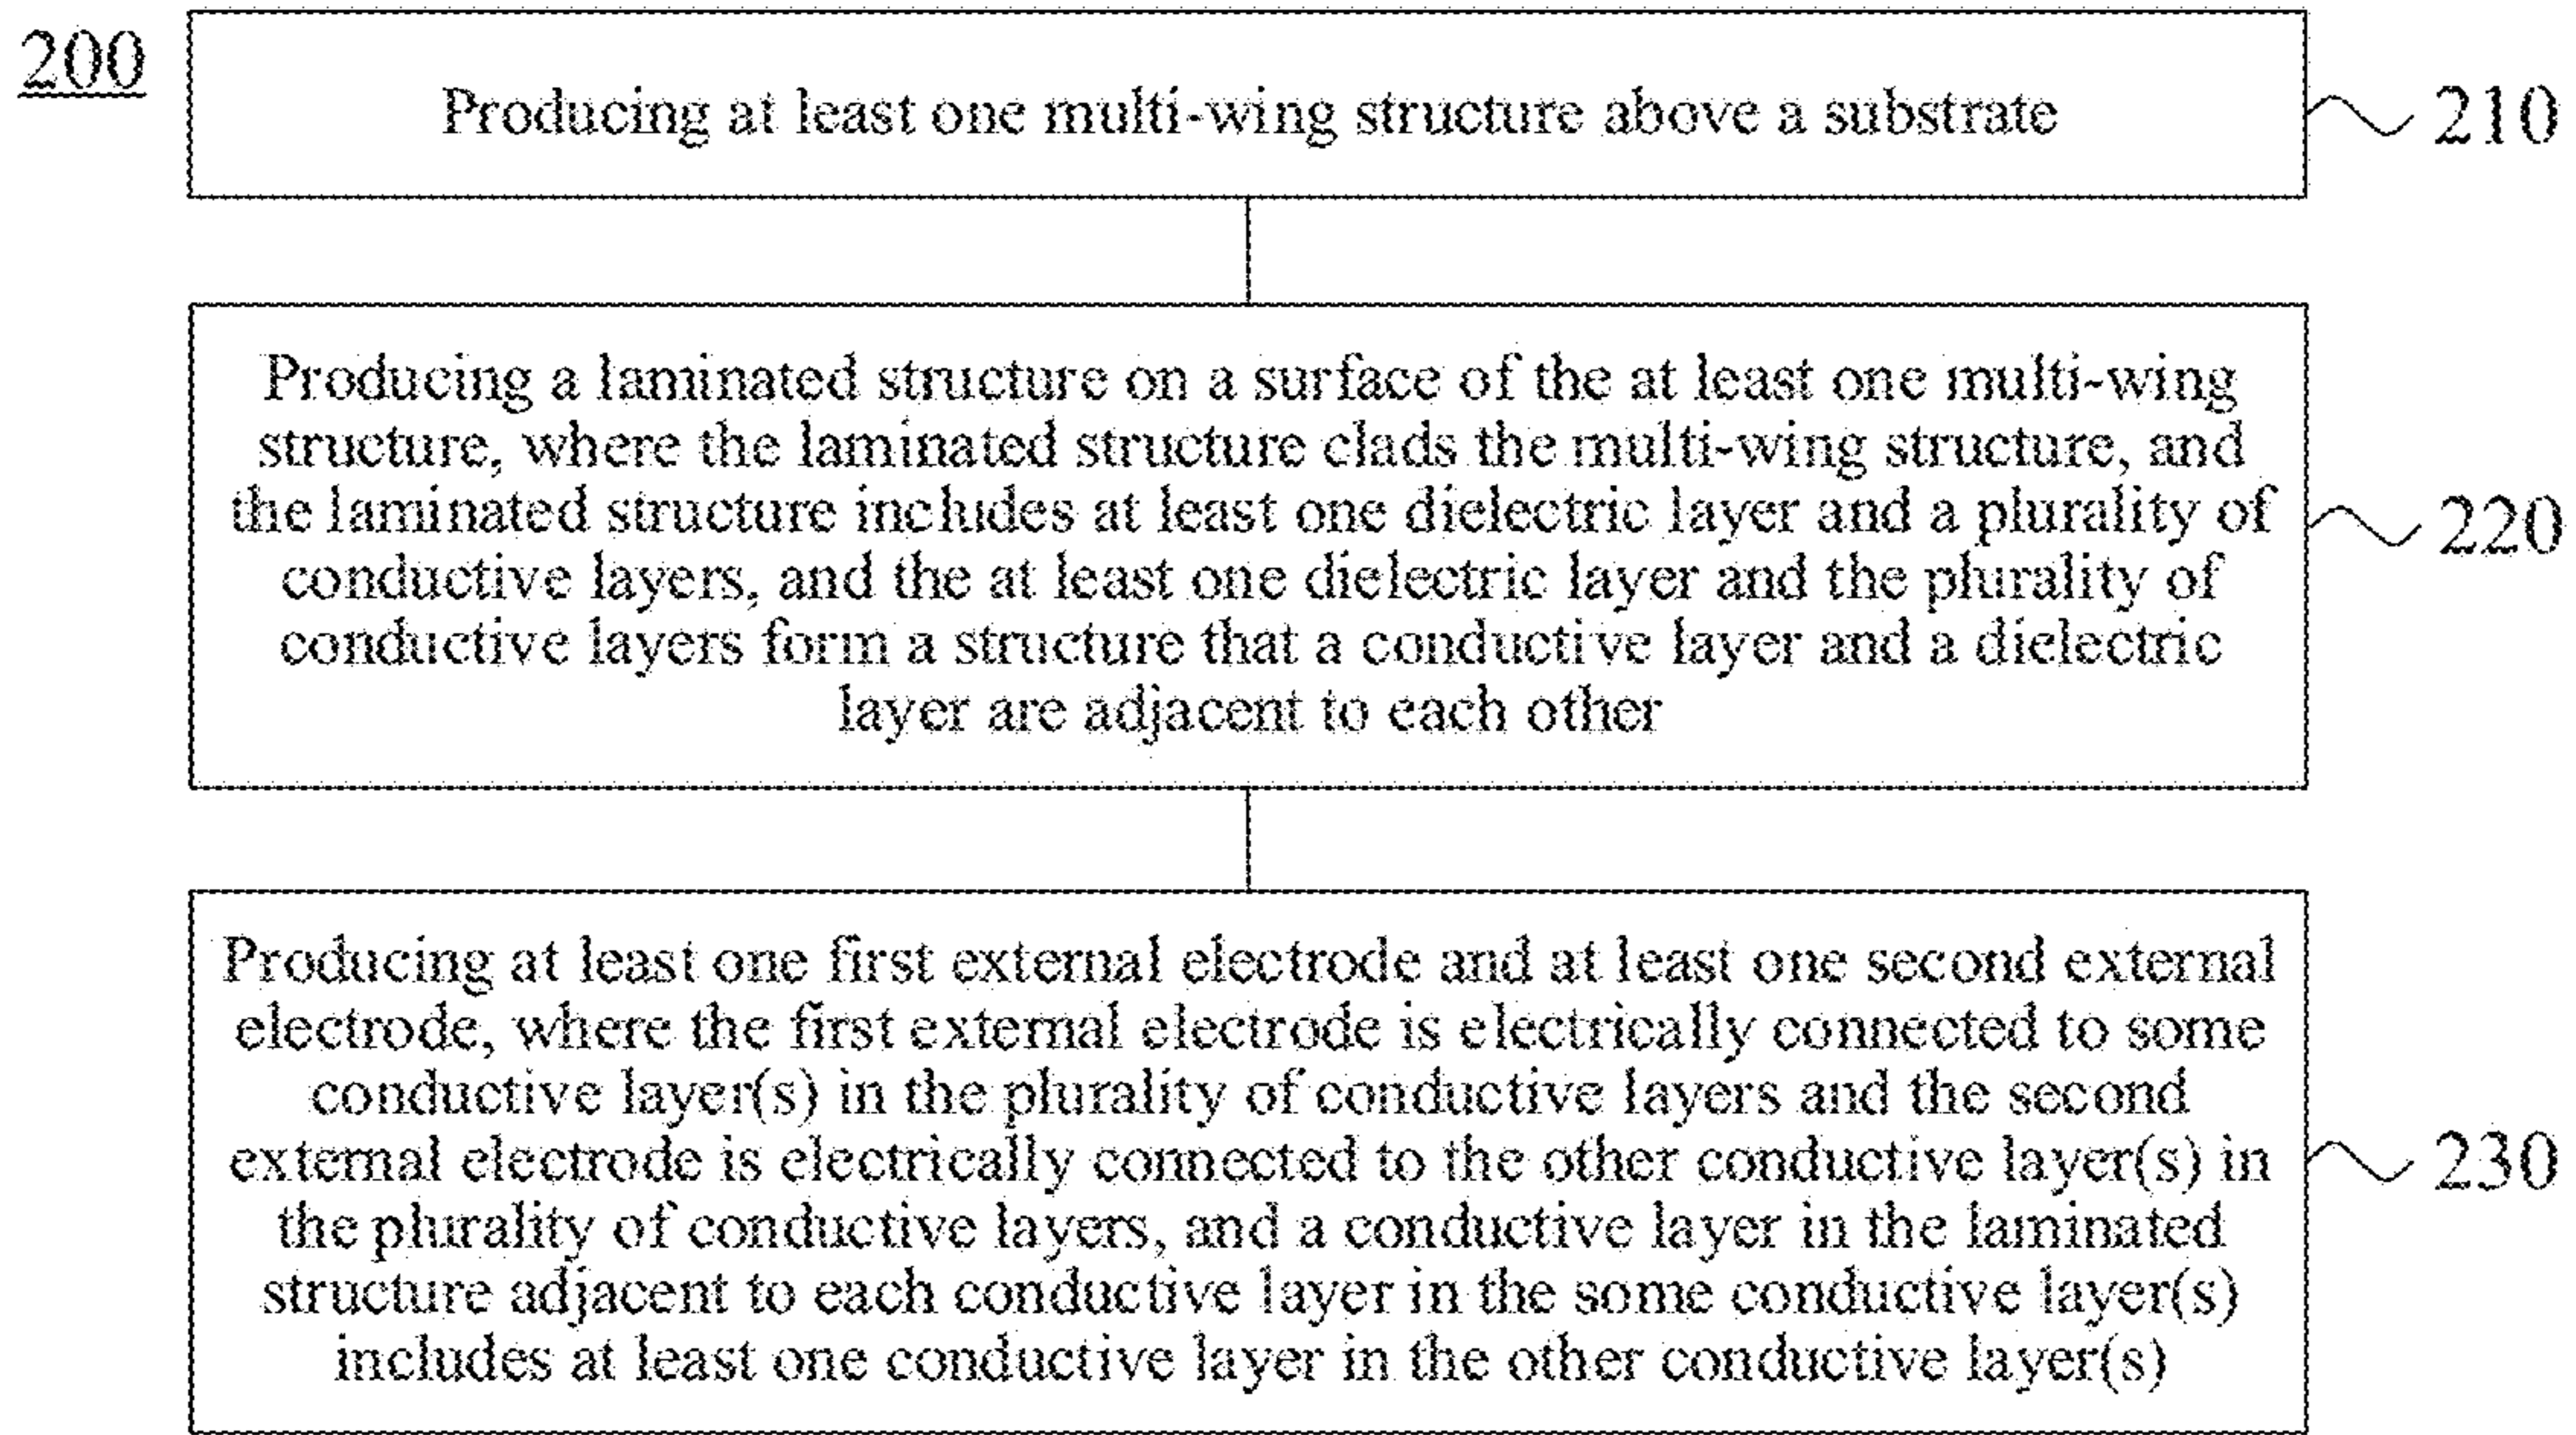 200
Producing at least one multi-wing structure above a substrate
210
Producing a laminated structure on a surface of the at least one multi-wing
structure, where the laminated structure clads the multi-wing structure, and
the laminated structure includes at least one dielectric layer and a plurality of
conductive layers, and the at least one dielectric layer and the plurality of
conductive layers form a structure that a conductive layer and a dielectric
layer are adjacent to each other
220
Producing at least one first external electrode and at least one second external
electrode, where the first external electrode is electrically connected to some
conductive layer(s) in the plurality of conductive layers and the second
external electrode is electrically connected to the other conductive layer(s) in
the plurality of conductive layers, and a conductive layer in the laminated
structure adjacent to each conductive layer in the some conductive layer(s)
includes at least one conductive layer in the other conductive layer(s)
230